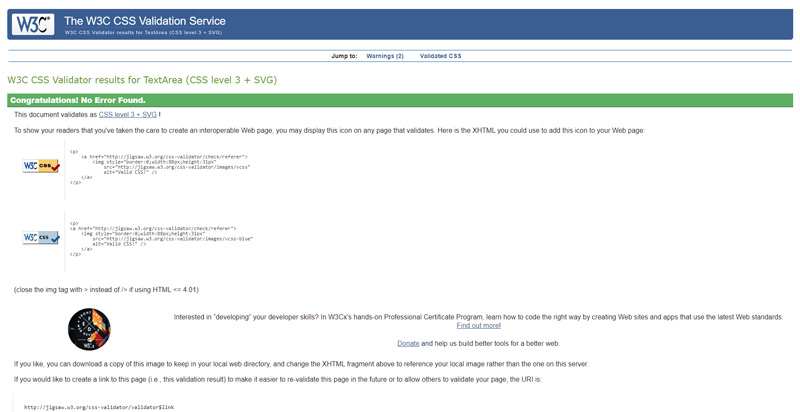 W3C®
The W3C CSS Validation Service
W3C CSS Validator results for TextArea (CSS level 3 + SVG)
Jump to: Warnings (2) Validated CSS
W3C CSS Validator results for TextArea (CSS level 3 + SVG)
Congratulations! No Error Found.
This document validates as CSS level 3 + SVG !
To show your readers that you've taken the care to create an interoperable Web page, you may display this icon on any page that validates. Here is the XHTML you could use to add this icon to your Web page:
W3C CSS
<p>
<a href="http://jigsaw.w3.org/css-validator/check/referer">
<img style="border:0;width:88px;height:31px"
src="http://jigsaw.w3.org/css-validator/images/vcss"
alt="Valid CSS!" />
</a>
</p>
W3C CSS
<p>
<a href="http://jigsaw.w3.org/css-validator/check/referer">
<img style="border:0;width:88px;height:31px"
src="http://jigsaw.w3.org/css-validator/images/vcss-blue"
alt="Valid CSS!" />
</a>
</p>
(close the img tag with > instead of /> if using HTML <= 4.01)
Interested in "developing" your developer skills? In W3Cx's hands-on Professional Certificate Program, learn how to code the right way by creating Web sites and apps that use the latest Web standards.
Find out more!
Donate and help us build better tools for a better web.
If you like, you can download a copy of this image to keep in your local web directory, and change the XHTML fragment above to reference your local image rather than the one on this server.
If you would like to create a link to this page (i.e., this validation result) to make it easier to re-validate this page in the future or to allow others to validate your page, the URI is:
http://jigsaw.w3.org/css-validator/validator$link